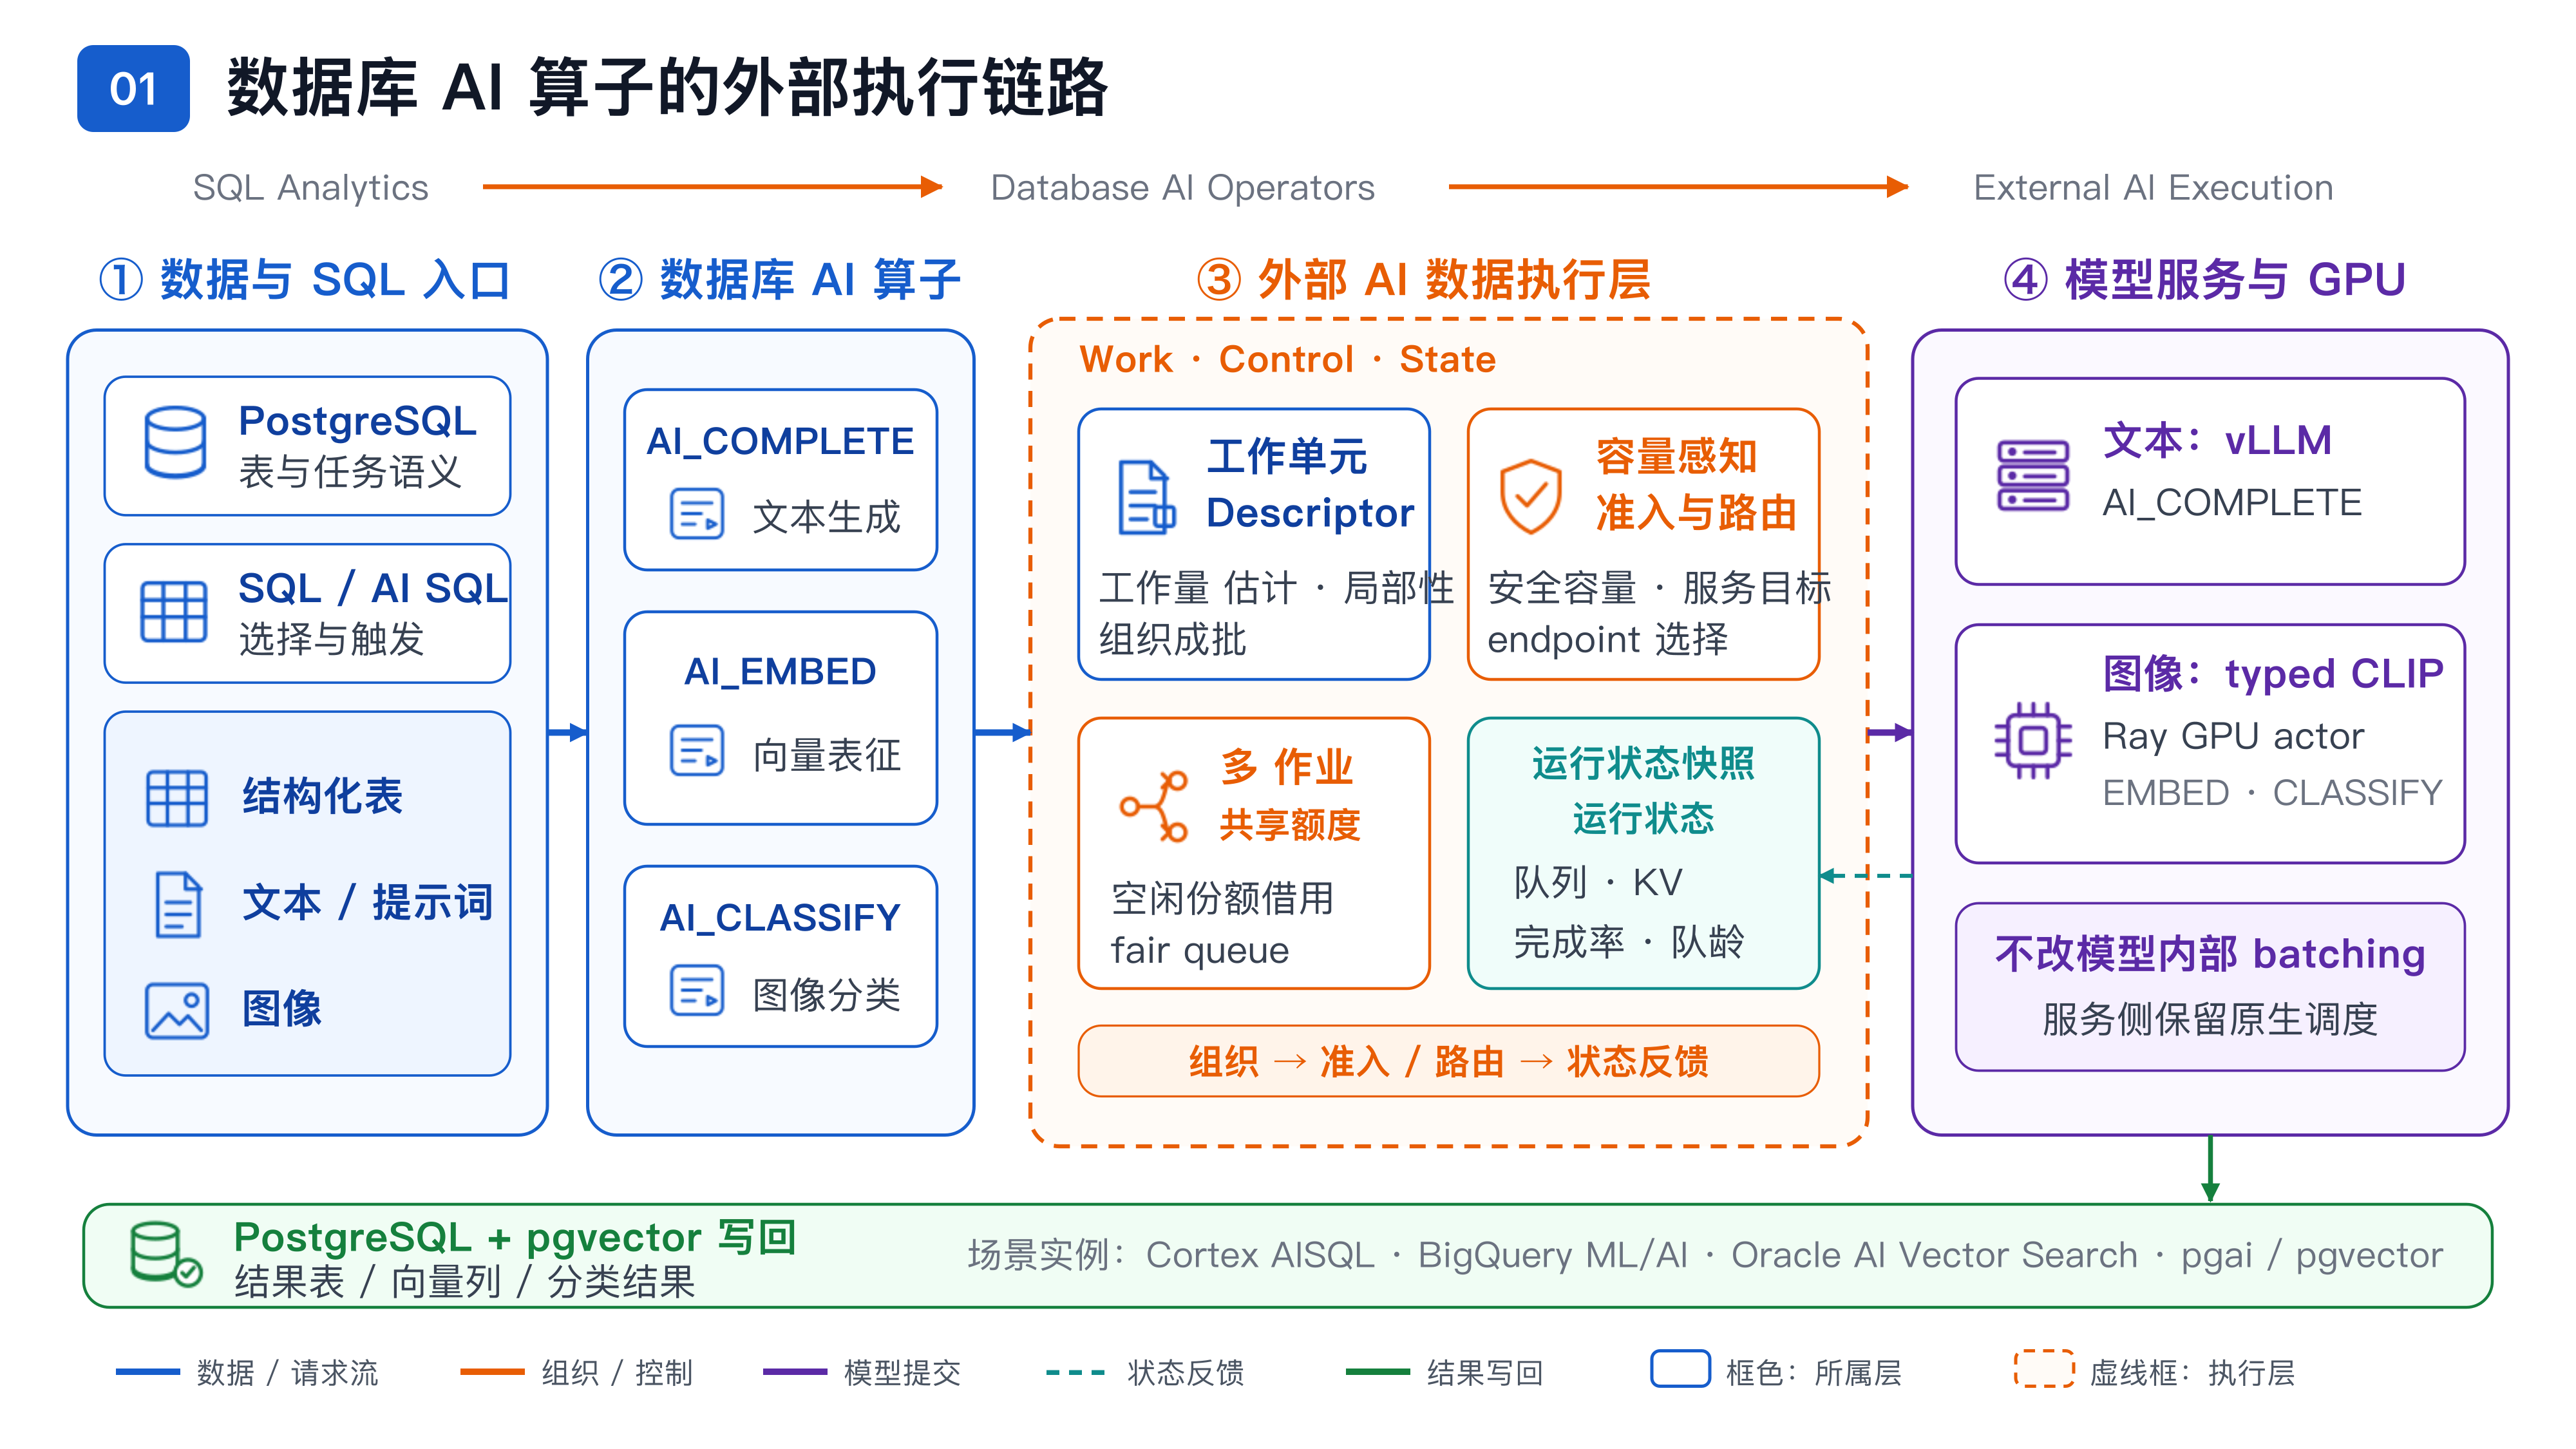 01
数据库 AI 算子的外部执行链路
SQL Analytics
Database AI Operators
External AI Execution
① 数据与 SQL 入口
PostgreSQL
表与任务语义
SQL / AI SQL
选择与触发
结构化表
文本 / 提示词
图像
② 数据库 AI 算子
AI_COMPLETE
文本生成
AI_EMBED
向量表征
AI_CLASSIFY
图像分类
③ 外部 AI 数据执行层
Work · Control · State
工作单元
Descriptor
工作量 估计 · 局部性
组织成批
容量感知
准入与路由
安全容量 · 服务目标
endpoint 选择
多 作业
共享额度
空闲份额借用
fair queue
运行状态快照
运行状态
队列 · KV
完成率 · 队龄
组织 → 准入 / 路由 → 状态反馈
④ 模型服务与 GPU
文本：vLLM
AI_COMPLETE
图像：typed CLIP
Ray GPU actor
EMBED · CLASSIFY
不改模型内部 batching
服务侧保留原生调度
PostgreSQL + pgvector 写回
结果表 / 向量列 / 分类结果
场景实例：Cortex AISQL · BigQuery ML/AI · Oracle AI Vector Search · pgai / pgvector
数据 / 请求流
组织 / 控制
模型提交
状态反馈
结果写回
框色：所属层
虚线框：执行层